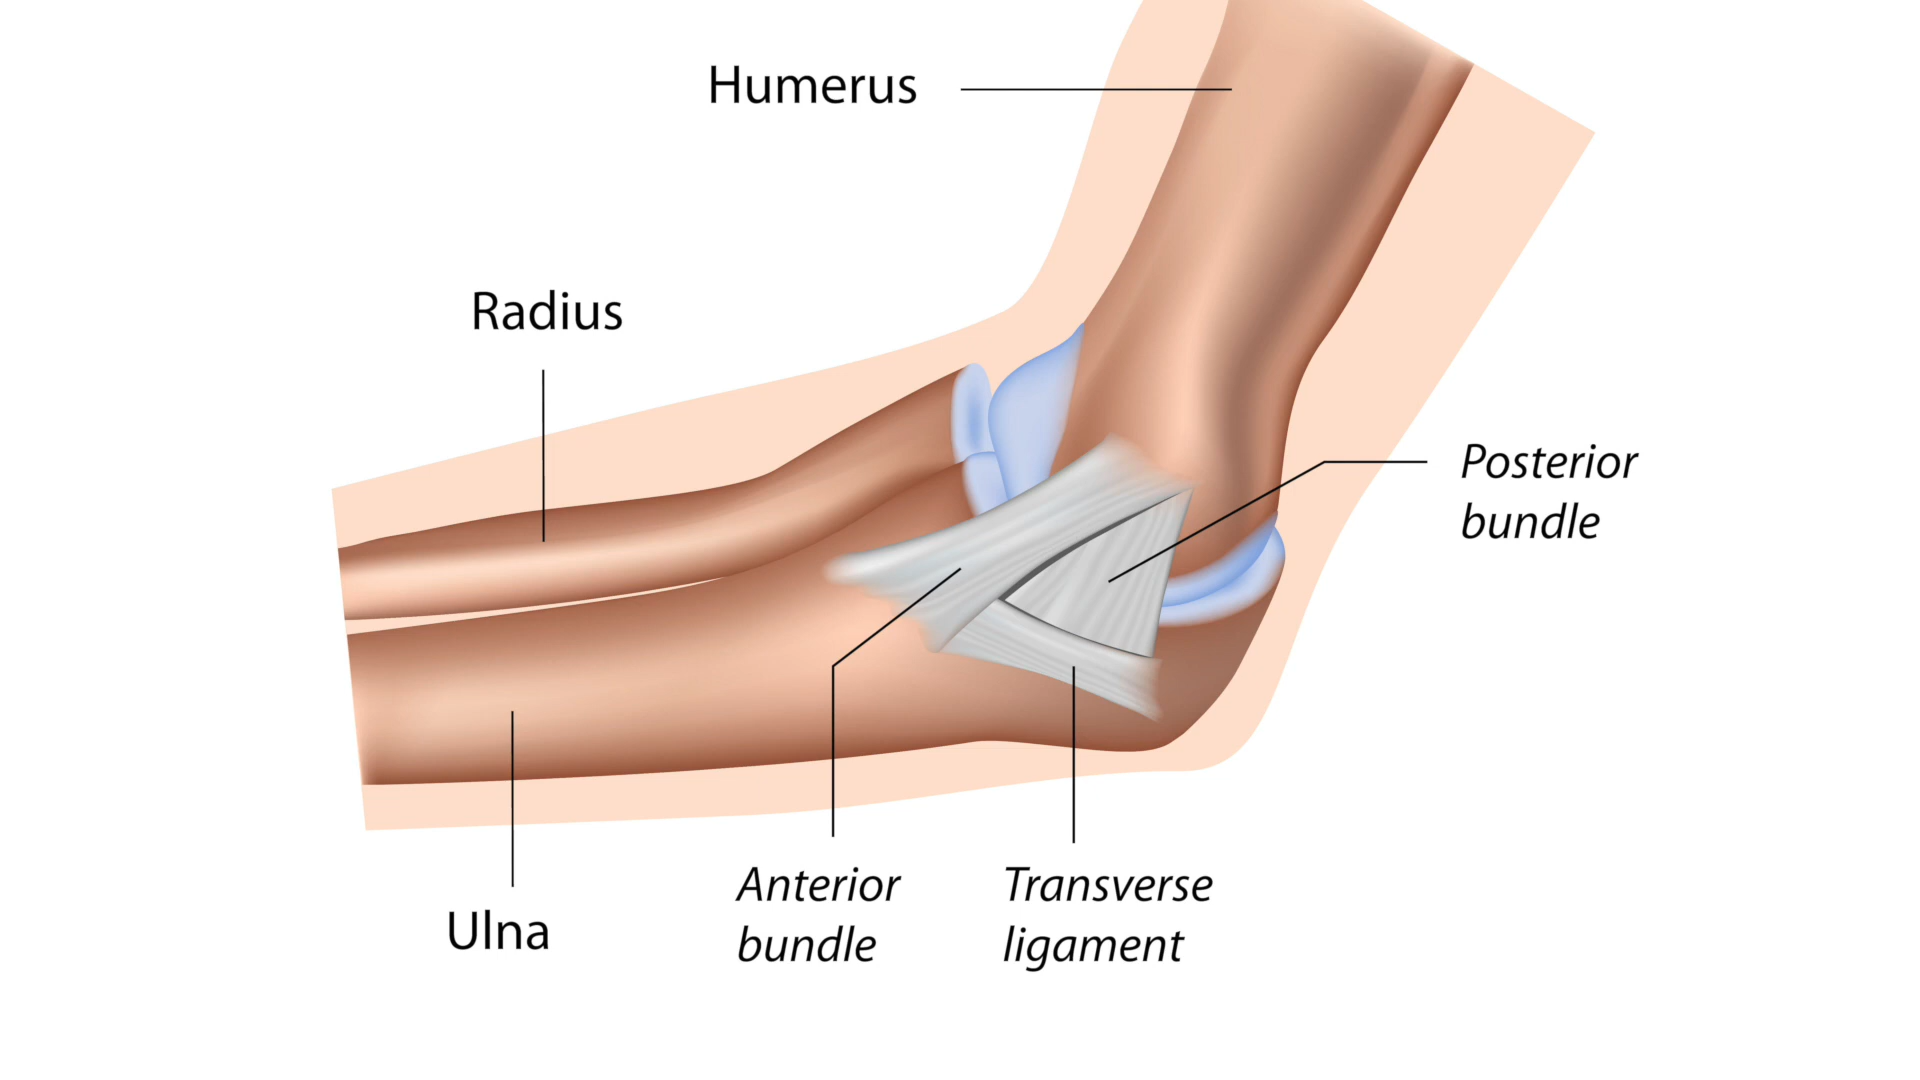 Humerus
Radius
Posterior
bundle
Anterior
bundle
Transverse
ligament
Ulna